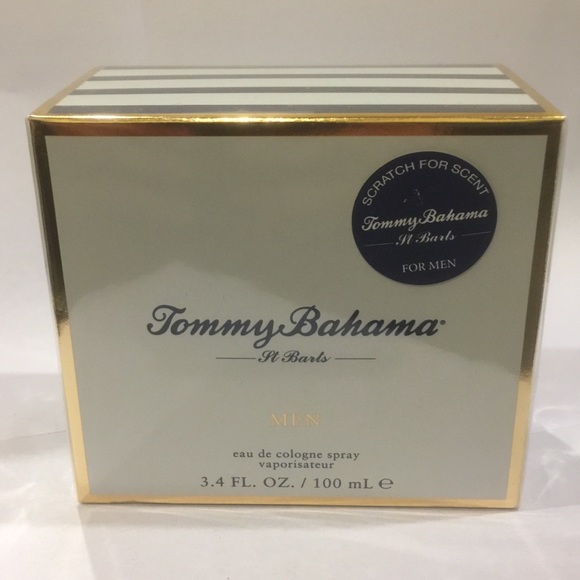 SCRATCH FOR SCENT
Tommy Bahama
St Barts
FOR MEN
Tommy Bahama®
St Barts
MEN
eau de cologne spray
vaporisateur
3.4 FL. OZ. / 100 mL ℮